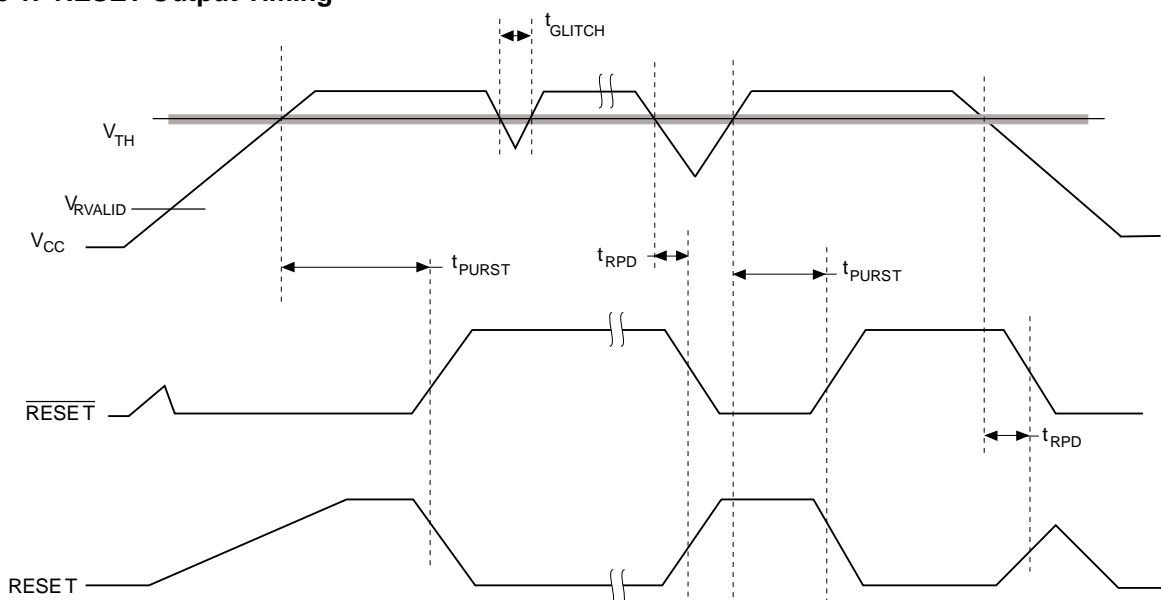 RESET Output Timing
tGLITCH
VTH
VRVALID
VCC
tPURST
tRPD
tPURST
RESET
tRPD
RESET